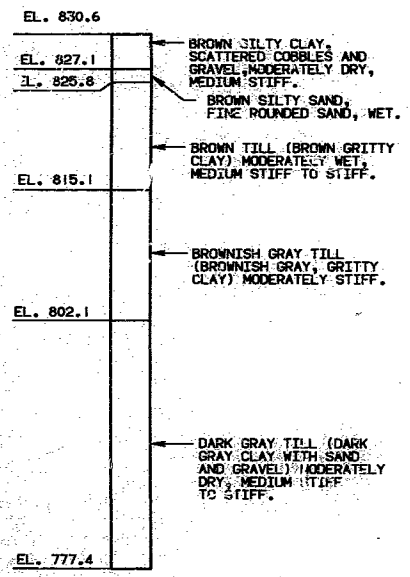 EL. 830.6
BROWN SILTY CLAY,
SCATTERED COBBLES AND
GRAVEL, MODERATELY DRY,
MEDIUM STIFF.
EL. 827.1
EL. 825.8
BROWN SILTY SAND,
FINE ROUNDED SAND, WET.
BROWN TILL (BROWN GRITTY
CLAY) MODERATELY WET,
MEDIUM STIFF TO STIFF.
EL. 815.1
BROWNISH GRAY TILL
(BROWNISH GRAY, GRITTY
CLAY) MODERATELY STIFF.
EL. 802.1
DARK GRAY TILL (DARK
GRAY CLAY WITH SAND
AND GRAVEL) MODERATELY
DRY, MEDIUM STIFF
TO STIFF.
EL. 777.4